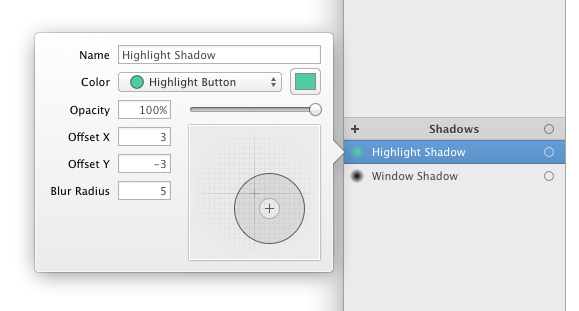 Name Highlight Shadow
Color Highlight Button
Opacity 100%
Offset X 3
Offset Y -3
Blur Radius 5
+ Shadows
Highlight Shadow
Window Shadow